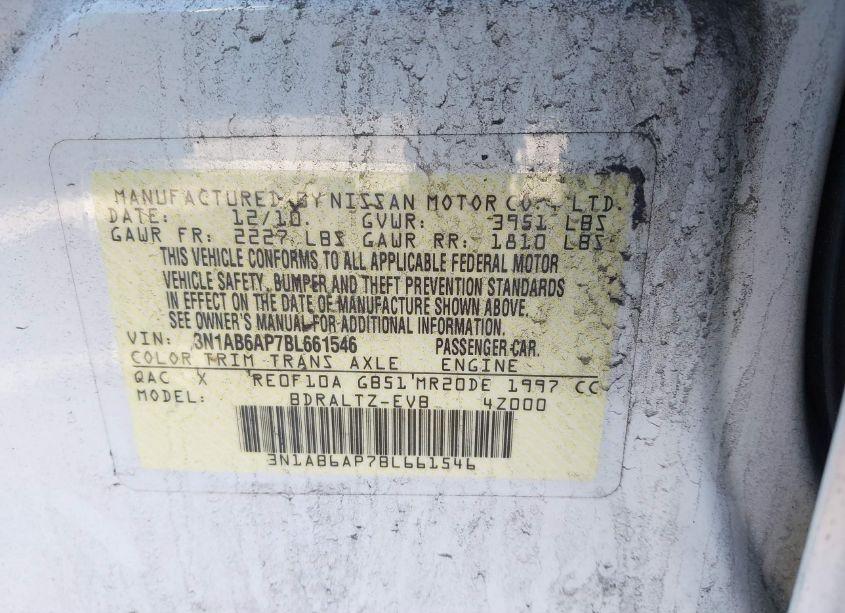 MANUFACTURED BY NISSAN MOTOR CO., LTD.
DATE: 12/10. GVWR: 3951 LBS
GAWR FR: 2227 LBS GAWR RR: 1810 LBS
THIS VEHICLE CONFORMS TO ALL APPLICABLE FEDERAL MOTOR
VEHICLE SAFETY, BUMPER AND THEFT PREVENTION STANDARDS
IN EFFECT ON THE DATE OF MANUFACTURE SHOWN ABOVE.
SEE OWNER'S MANUAL FOR ADDITIONAL INFORMATION.
VIN: 3N1AB6AP7BL661546 PASSENGER CAR.
COLOR TRIM TRANS AXLE ENGINE
QAC X RE0F10A GB51 MR20DE 1997 CC
MODEL: BDRALTZ-EVB 4Z000
3N1AB6AP7BL661546